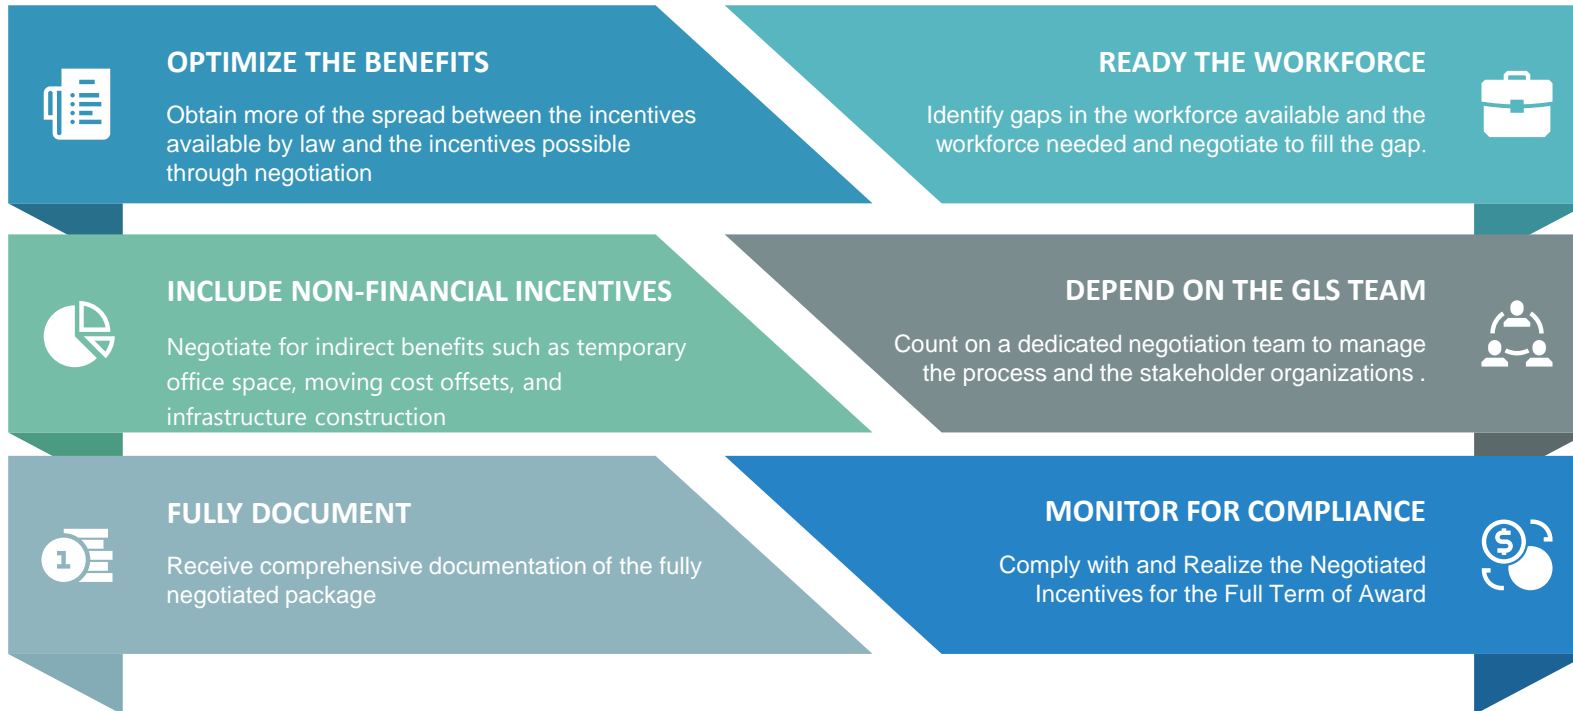 OPTIMIZE THE BENEFITS
Obtain more of the spread between the incentives
available by law and the incentives possible
through negotiation
READY THE WORKFORCE
Identify gaps in the workforce available and the
workforce needed and negotiate to fill the gap.
INCLUDE NON-FINANCIAL INCENTIVES
Negotiate for indirect benefits such as temporary
office space, moving cost offsets, and
infrastructure construction
DEPEND ON THE GLS TEAM
Count on a dedicated negotiation team to manage
the process and the stakeholder organizations .
FULLY DOCUMENT
Receive comprehensive documentation of the fully
negotiated package
1
MONITOR FOR COMPLIANCE
Comply with and Realize the Negotiated
Incentives for the Full Term of Award
$